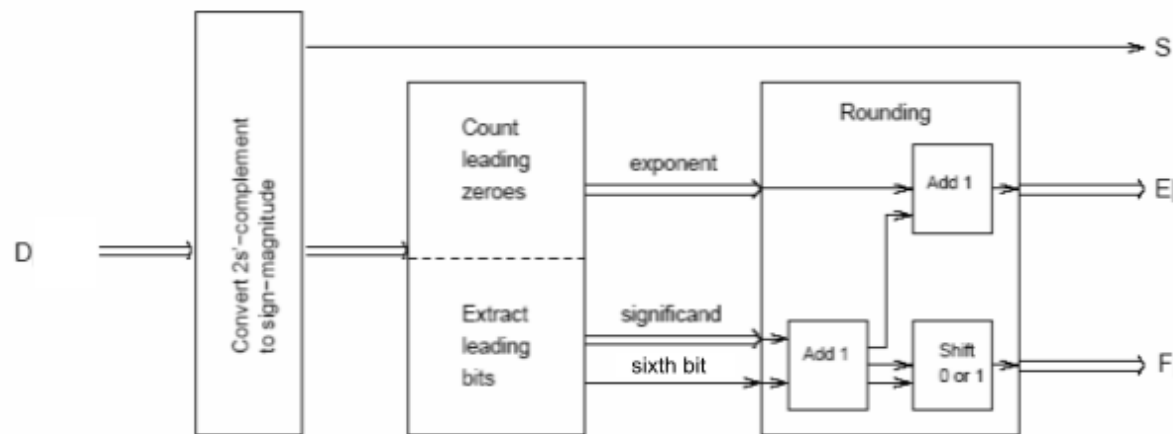 D
Convert 2s'-complement
to sign-magnitude
Count
leading
zeroes
Extract
leading
bits
exponent
significand
sixth bit
Rounding
Add 1
Add 1
Shift
0 or 1
S
E
F